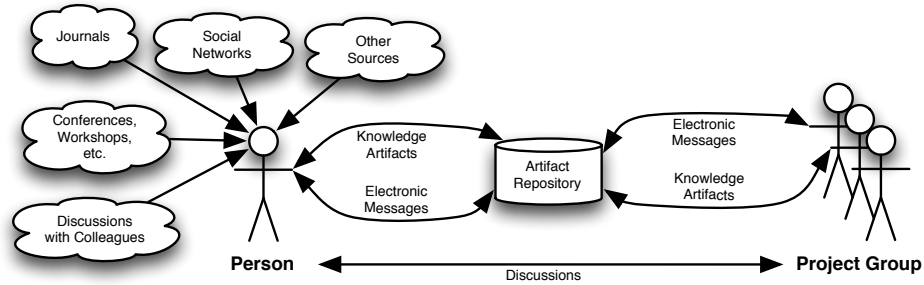 Journals
Social
Networks
Other
Sources
Conferences,
Workshops,
etc.
Discussions
with Colleagues
Person
Knowledge
Artifacts
Electronic
Messages
Artifact
Repository
Electronic
Messages
Knowledge
Artifacts
Discussions
Project Group